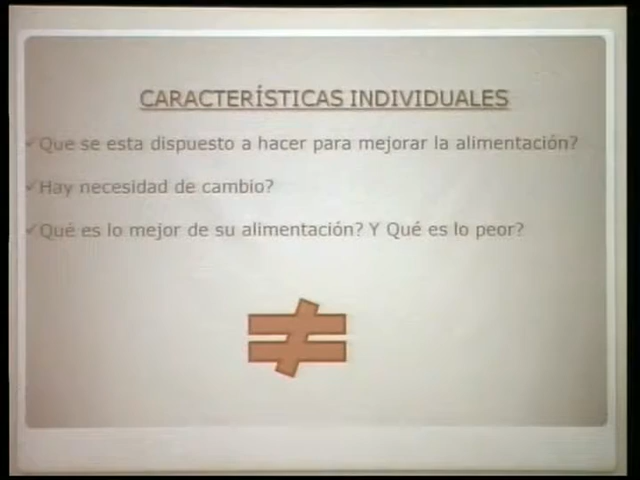 CARACTERÍSTICAS INDIVIDUALES
Que se esta dispuesto a hacer para mejorar la alimentación?
Hay necesidad de cambio?
Qué es lo mejor de su alimentación? Y Qué es lo peor?